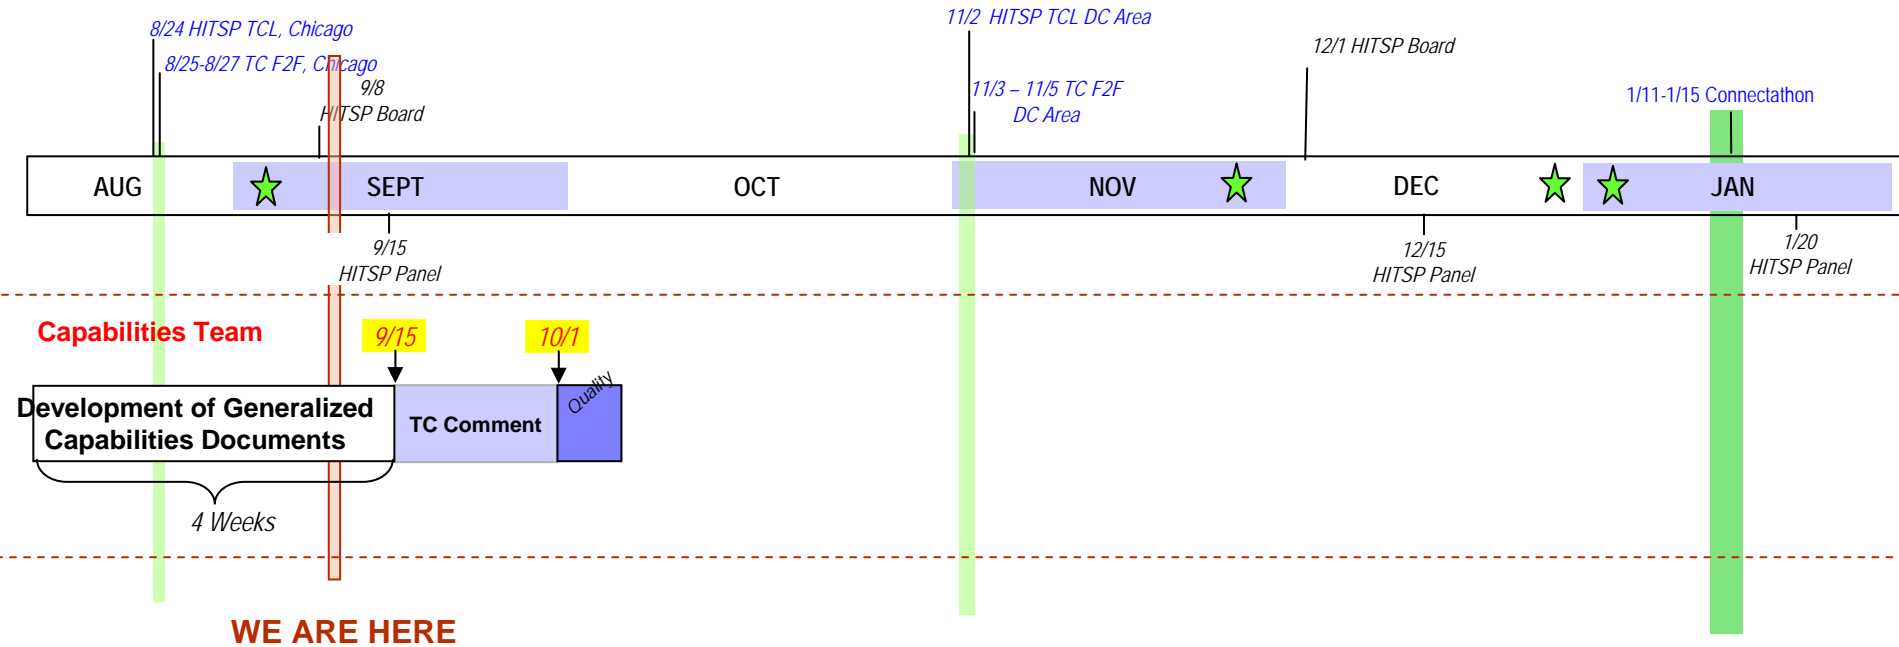 8/24 HITSP TCL, Chicago
8/25-8/27 TC F2F, Chicago
9/8
HITSP Board
11/2 HITSP TCL DC Area
11/3 – 11/5 TC F2F
DC Area
12/1 HITSP Board
1/11-1/15 Connectathon
AUG
SEPT
OCT
NOV
DEC
JAN
9/15
HITSP Panel
12/15
HITSP Panel
1/20
HITSP Panel
Capabilities Team
9/15
10/1
Development of Generalized
Capabilities Documents
TC Comment
Quality
4 Weeks
WE ARE HERE